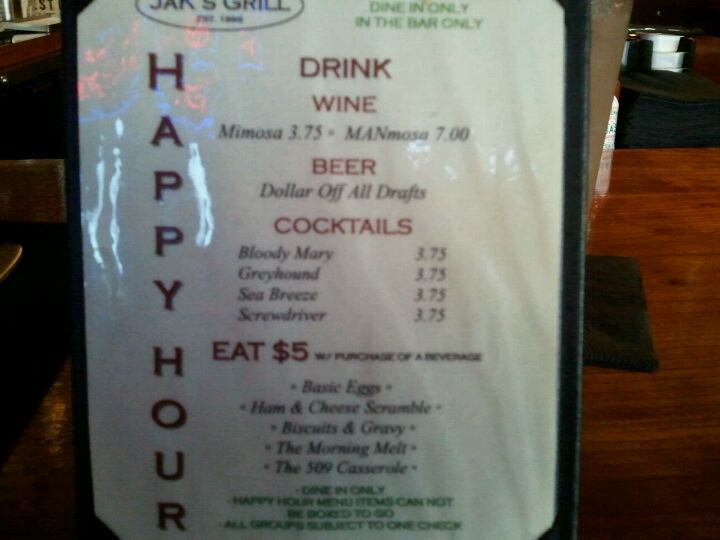 JAK'S GRILL
EST. 1996
DINE IN ONLY
IN THE BAR ONLY
HAPPY HOUR
DRINK
WINE
Mimosa 3.75 • MANmosa 7.00
BEER
Dollar Off All Drafts
COCKTAILS
Bloody Mary 3.75
Greyhound 3.75
Sea Breeze 3.75
Screwdriver 3.75
EAT $5 W/ PURCHASE OF A BEVERAGE
• Basic Eggs •
• Ham & Cheese Scramble •
• Biscuits & Gravy •
• The Morning Melt •
• The 509 Casserole •
- DINE IN ONLY
- HAPPY HOUR MENU ITEMS CAN NOT
BE BOXED TO GO
- ALL GROUPS SUBJECT TO ONE CHECK